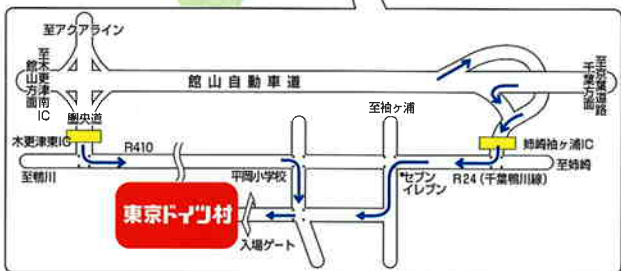 至アクアライン
至木更津南IC
館山方面
館山自動車道
至京葉道路
千葉方面
圏央道
至袖ヶ浦
木更津東IC
R410
姉崎袖ヶ浦IC
至鴨川
平岡小学校
セブン
イレブン
R24(千葉鴨川線)
至姉崎
東京ドイツ村
入場ゲート